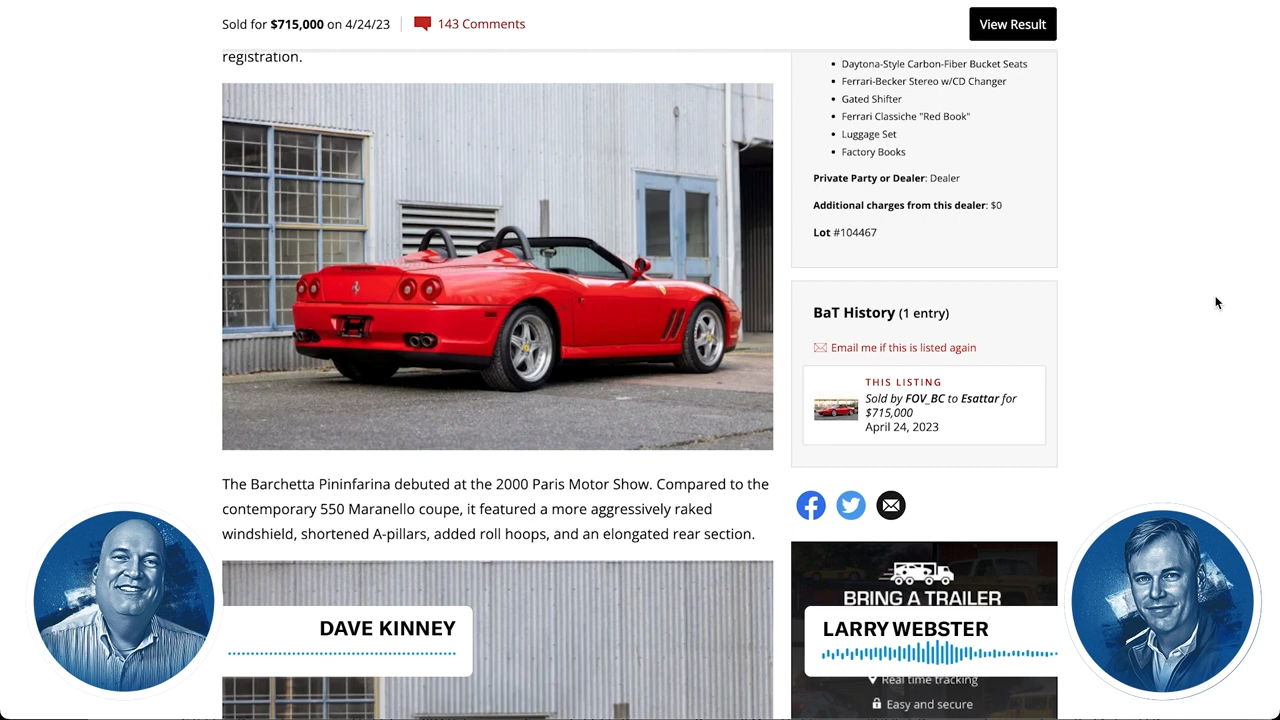 Sold for $715,000 on 4/24/23
143 Comments
View Result
registration.
Daytona-Style Carbon-Fiber Bucket Seats
Ferrari-Becker Stereo w/CD Changer
Gated Shifter
Ferrari Classiche "Red Book"
Luggage Set
Factory Books
Private Party or Dealer: Dealer
Additional charges from this dealer: $0
Lot #104467
BaT History (1 entry)
Email me if this is listed again
THIS LISTING
Sold by FOV_BC to Esattar for
$715,000
April 24, 2023
The Barchetta Pininfarina debuted at the 2000 Paris Motor Show. Compared to the
contemporary 550 Maranello coupe, it featured a more aggressively raked
windshield, shortened A-pillars, added roll hoops, and an elongated rear section.
BRING A TRAILER
DAVE KINNEY
LARRY WEBSTER
Real time tracking
Easy and secure